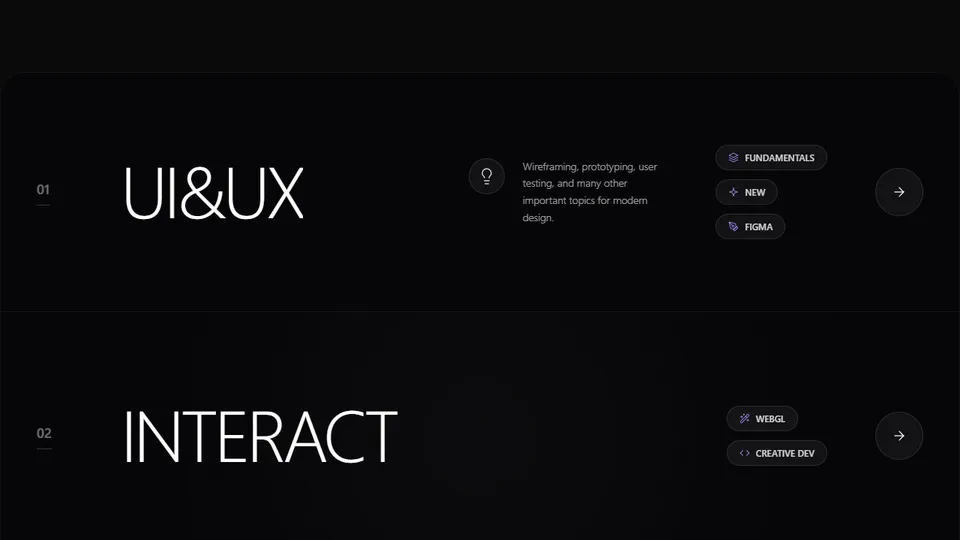 01
UI&UX
Wireframing, prototyping, user
testing, and many other
important topics for modern
design.
FUNDAMENTALS
NEW
FIGMA
02
INTERACT
WEBGL
CREATIVE DEV